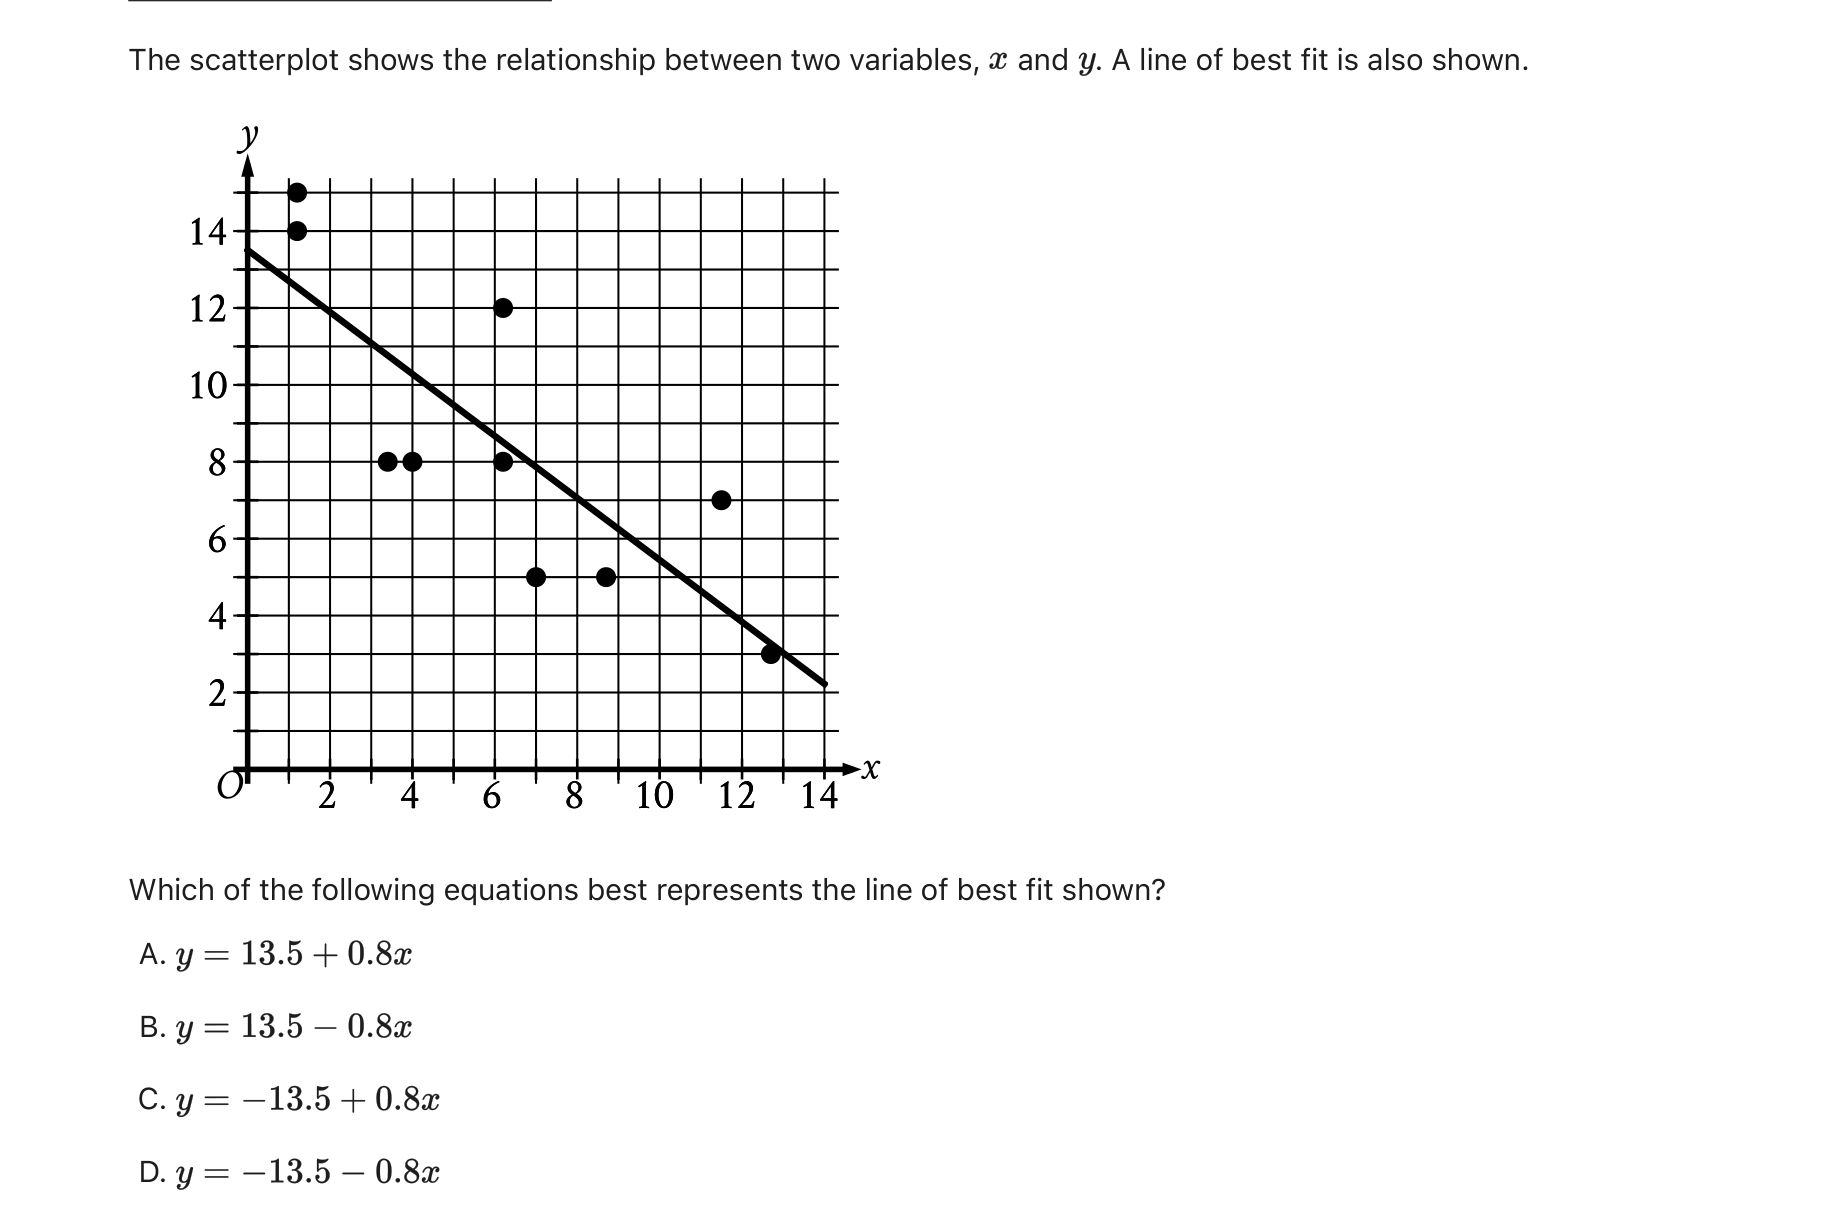 The scatterplot shows the relationship between two variables, x and y. A line of best fit is also shown.
y
14
12
10
8
6
4
2
O
2 4 6 8 10 12 14
x
Which of the following equations best represents the line of best fit shown?
A. y = 13.5 + 0.8x
B. y = 13.5 − 0.8x
C. y = −13.5 + 0.8x
D. y = −13.5 − 0.8x